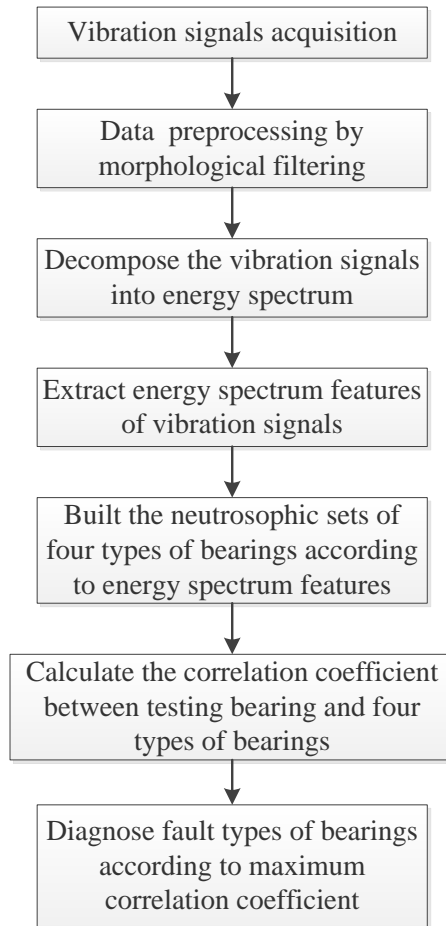 Vibration signals acquisition
Data  preprocessing by
morphological filtering
Decompose the vibration signals
into energy spectrum
Extract energy spectrum features
of vibration signals
Built the neutrosophic sets of
four types of bearings according
to energy spectrum features
Calculate the correlation coefficient
between testing bearing and four
types of bearings
Diagnose fault types of bearings
according to maximum
correlation coefficient